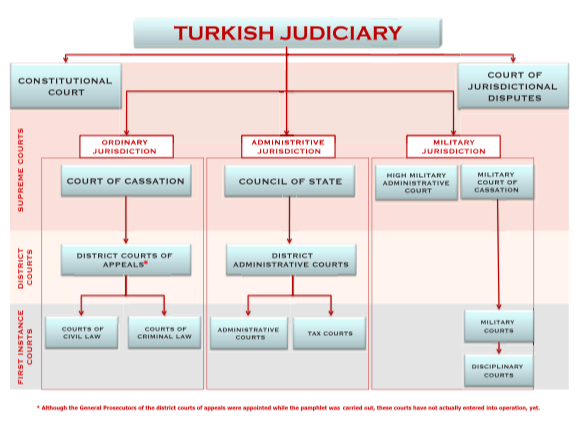 TURKISH JUDICIARY
CONSTITUTIONAL
COURT
COURT OF
JURISDICTIONAL
DISPUTES
SUPREME COURTS
ORDINARY
JURISDICTION
ADMINISTRITIVE
JURISDICTION
MILITARY
JURISDICTION
COURT OF CASSATION
COUNCIL OF STATE
HIGH MILITARY
ADMINISTRATIVE
COURT
MILITARY
COURT OF
CASSATION
DISTRICT
COURTS
DISTRICT COURTS OF
APPEALS*
DISTRICT
ADMINISTRATIVE COURTS
FIRST INSTANCE
COURTS
COURTS OF
CIVIL LAW
COURTS OF
CRIMINAL LAW
ADMINISTRATIVE
COURTS
TAX COURTS
MILITARY
COURTS
DISCIPLINARY
COURTS
* Although the General Prosecutors of the district courts of appeals were appointed while the pamphlet was carried out, these courts have not actually entered into operation, yet.